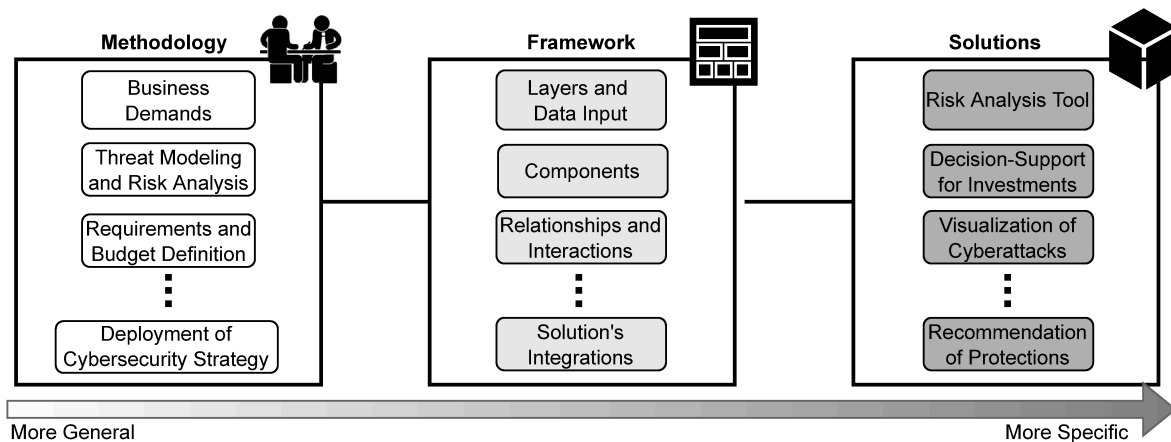 Methodology
Business
Demands
Threat Modeling
and Risk Analysis
Requirements and
Budget Definition
Deployment of
Cybersecurity Strategy
Framework
Layers and
Data Input
Components
Relationships and
Interactions
Solution's
Integrations
Solutions
Risk Analysis Tool
Decision-Support
for Investments
Visualization of
Cyberattacks
Recommendation
of Protections
More General
More Specific